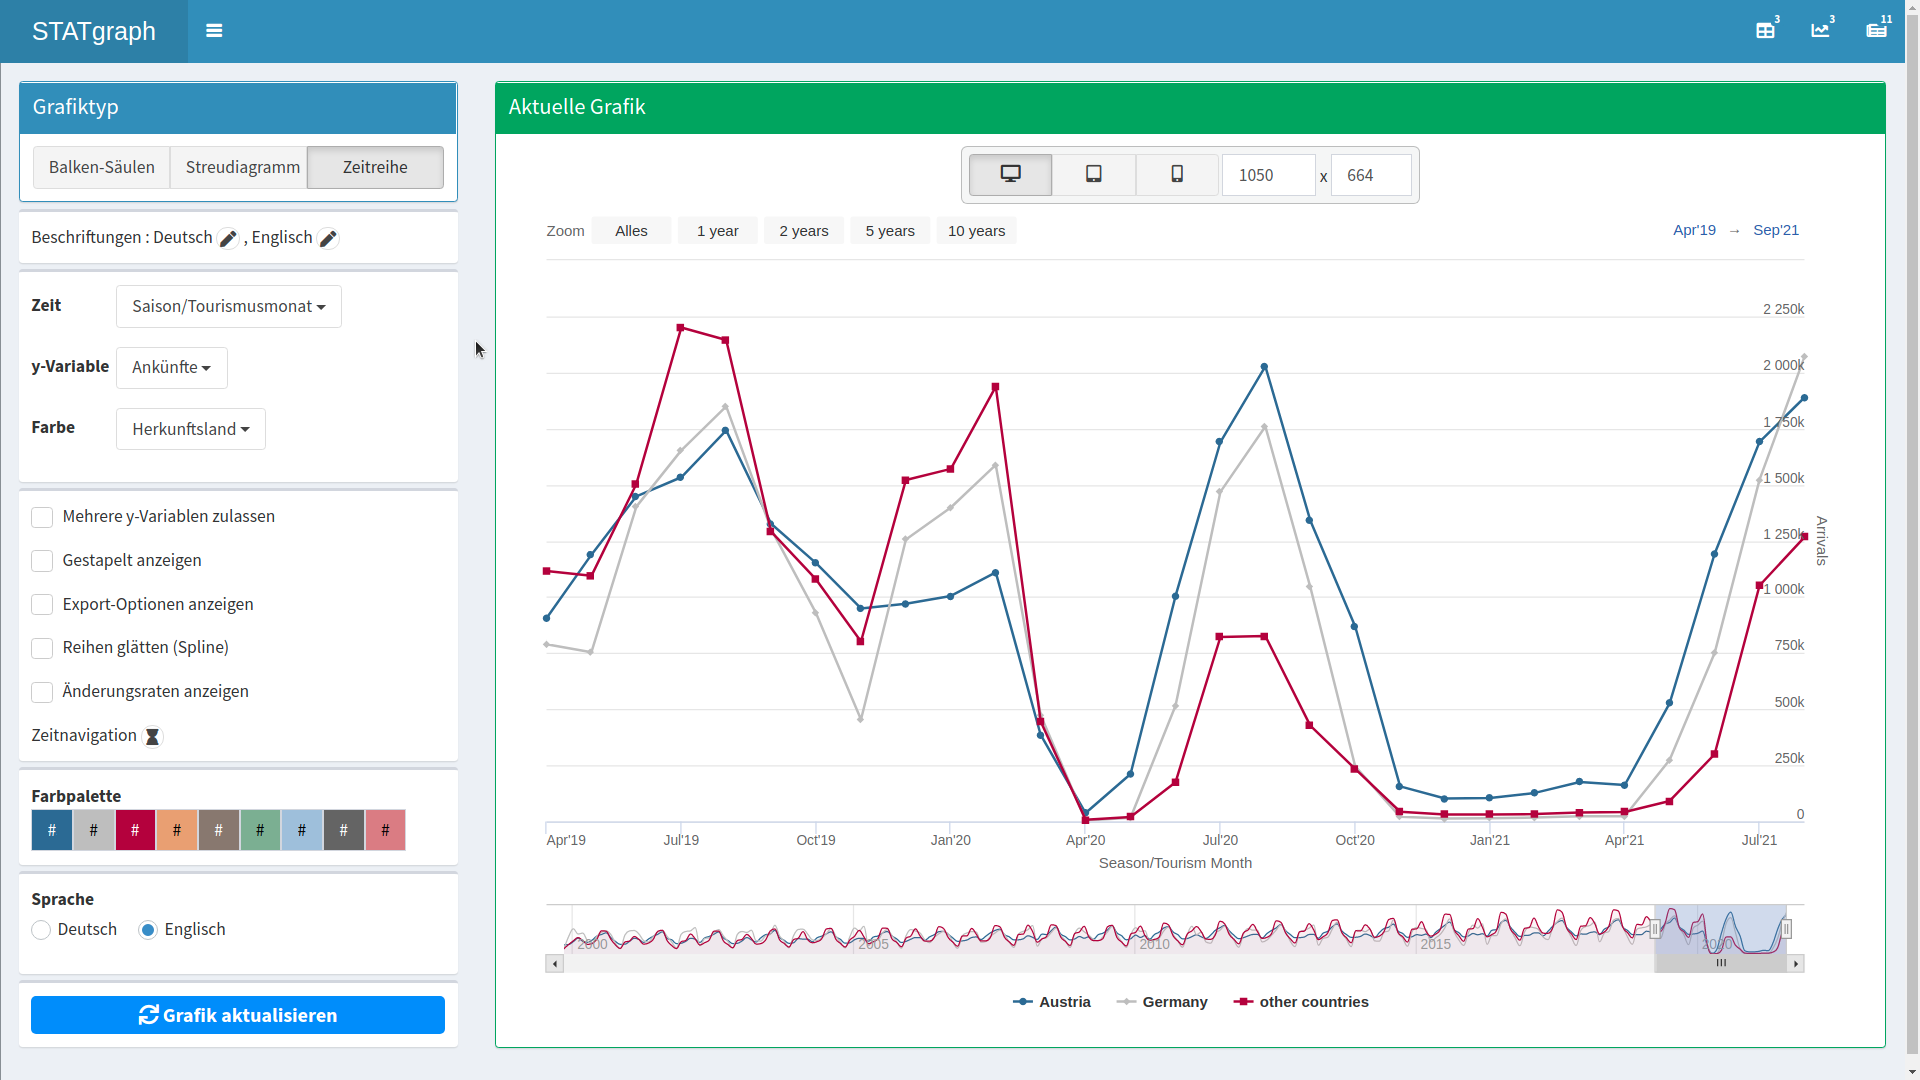 STATgraph
3
3
11
Grafiktyp
Balken-Säulen Streudiagramm Zeitreihe
Beschriftungen : Deutsch , Englisch
Zeit Saison/Tourismusmonat
y-Variable Ankünfte
Farbe Herkunftsland
Mehrere y-Variablen zulassen
Gestapelt anzeigen
Export-Optionen anzeigen
Reihen glätten (Spline)
Änderungsraten anzeigen
Zeitnavigation
Farbpalette
# # # # # # # # #
Sprache
Deutsch Englisch
Grafik aktualisieren
Aktuelle Grafik
1050 x 664
Zoom Alles 1 year 2 years 5 years 10 years Apr'19 → Sep'21
2 250k
2 000k
1 750k
1 500k
1 250k
1 000k
750k
500k
250k
0
Arrivals
Apr'19 Jul'19 Oct'19 Jan'20 Apr'20 Jul'20 Oct'20 Jan'21 Apr'21 Jul'21
Season/Tourism Month
2000 2005 2010 2015 2020
Austria Germany other countries